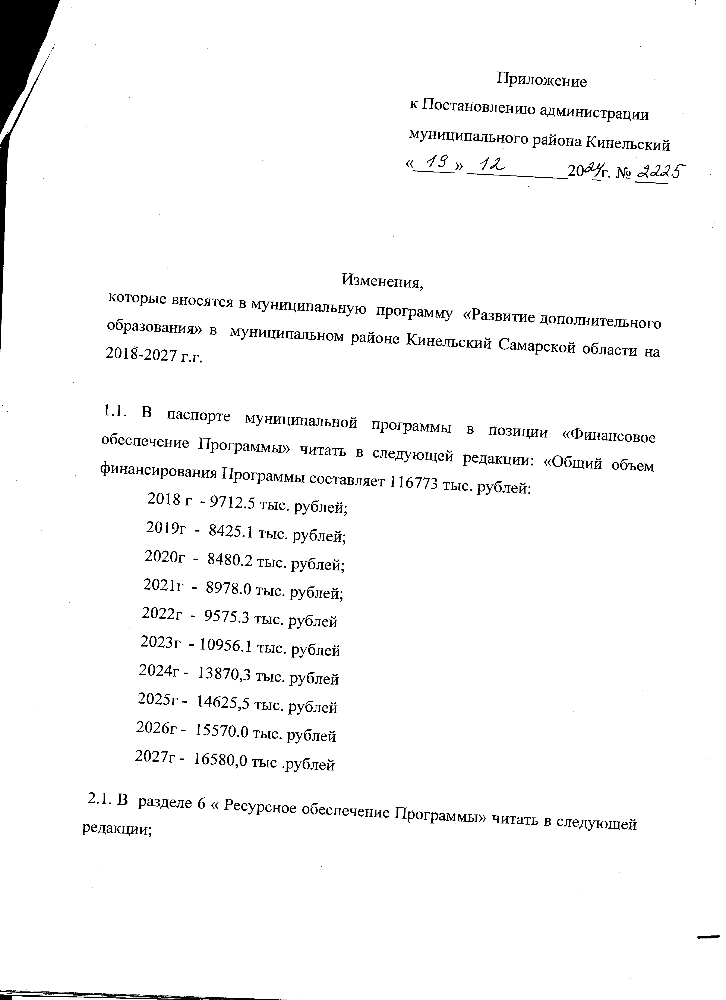 Приложение
к Постановлению администрации
муниципального района Кинельский
«19» 12 2024г. № 2225
Изменения,
которые вносятся в муниципальную программу «Развитие дополнительного
образования» в муниципальном районе Кинельский Самарской области на
2018-2027 г.г.
1.1. В паспорте муниципальной программы в позиции «Финансовое
обеспечение Программы» читать в следующей редакции: «Общий объем
финансирования Программы составляет 116773 тыс. рублей:
2018 г - 9712.5 тыс. рублей;
2019г - 8425.1 тыс. рублей;
2020г - 8480.2 тыс. рублей;
2021г - 8978.0 тыс. рублей;
2022г - 9575.3 тыс. рублей
2023г - 10956.1 тыс. рублей
2024г - 13870,3 тыс. рублей
2025г - 14625,5 тыс. рублей
2026г - 15570.0 тыс. рублей
2027г - 16580,0 тыс .рублей
2.1. В разделе 6 « Ресурсное обеспечение Программы» читать в следующей
редакции;